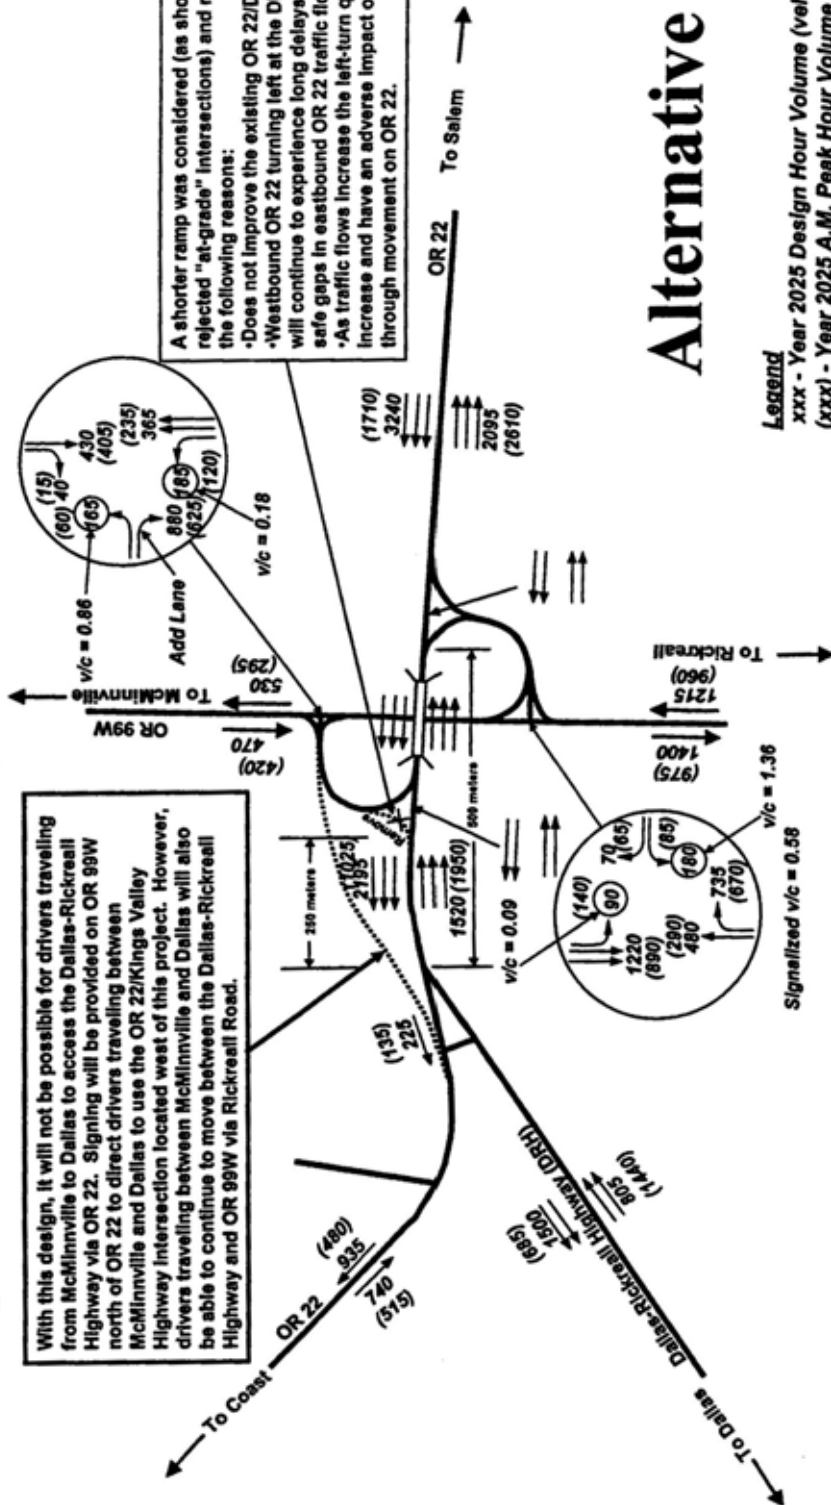 With this design, it will not be possible for drivers traveling
from McMinnville to Dallas to access the Dallas-Rickreall
Highway via OR 22. Signing will be provided on OR 99W
north of OR 22 to direct drivers traveling between
McMinnville and Dallas to use the OR 22/Kings Valley
Highway Intersection located west of this project. However,
drivers traveling between McMinnville and Dallas will also
be able to continue to move between the Dallas-Rickreall
Highway and OR 99W via Rickreall Road.
A shorter ramp was considered (as sho
rejected "at-grade" intersections) and r
the following reasons:
•Does not improve the existing OR 22/D
•Westbound OR 22 turning left at the D
will continue to experience long delays
safe gaps in eastbound OR 22 traffic flo
•As traffic flows increase the left-turn q
increase and have an adverse impact o
through movement on OR 22.
v/c = 0.86
(60)
165
(15)
40
430
(405)
(235)
365
Add Lane
880
(625)
185
(120)
v/c = 0.18
To McMinnville
OR 99W
530
(295)
470
(420)
To Coast
OR 22
(480)
935
740
(515)
(135)
225
250 meters
1025
2195
Remove
1520 (1950)
500 meters
(1710)
3240
2095
(2610)
OR 22
To Salem
To Dallas
Dallas-Rickreall Highway (DRH)
(685)
1500
805
(1440)
v/c = 0.09
(140)
90
70
(65)
1220
(890)
(290)
480
(85)
180
735
(670)
v/c = 1.36
Signalized v/c = 0.58
(975)
1400
1215
(960)
To Rickreall
Alternative
Legend
xxx - Year 2025 Design Hour Volume (vel
(xxx) - Year 2025 A.M. Peak Hour Volume